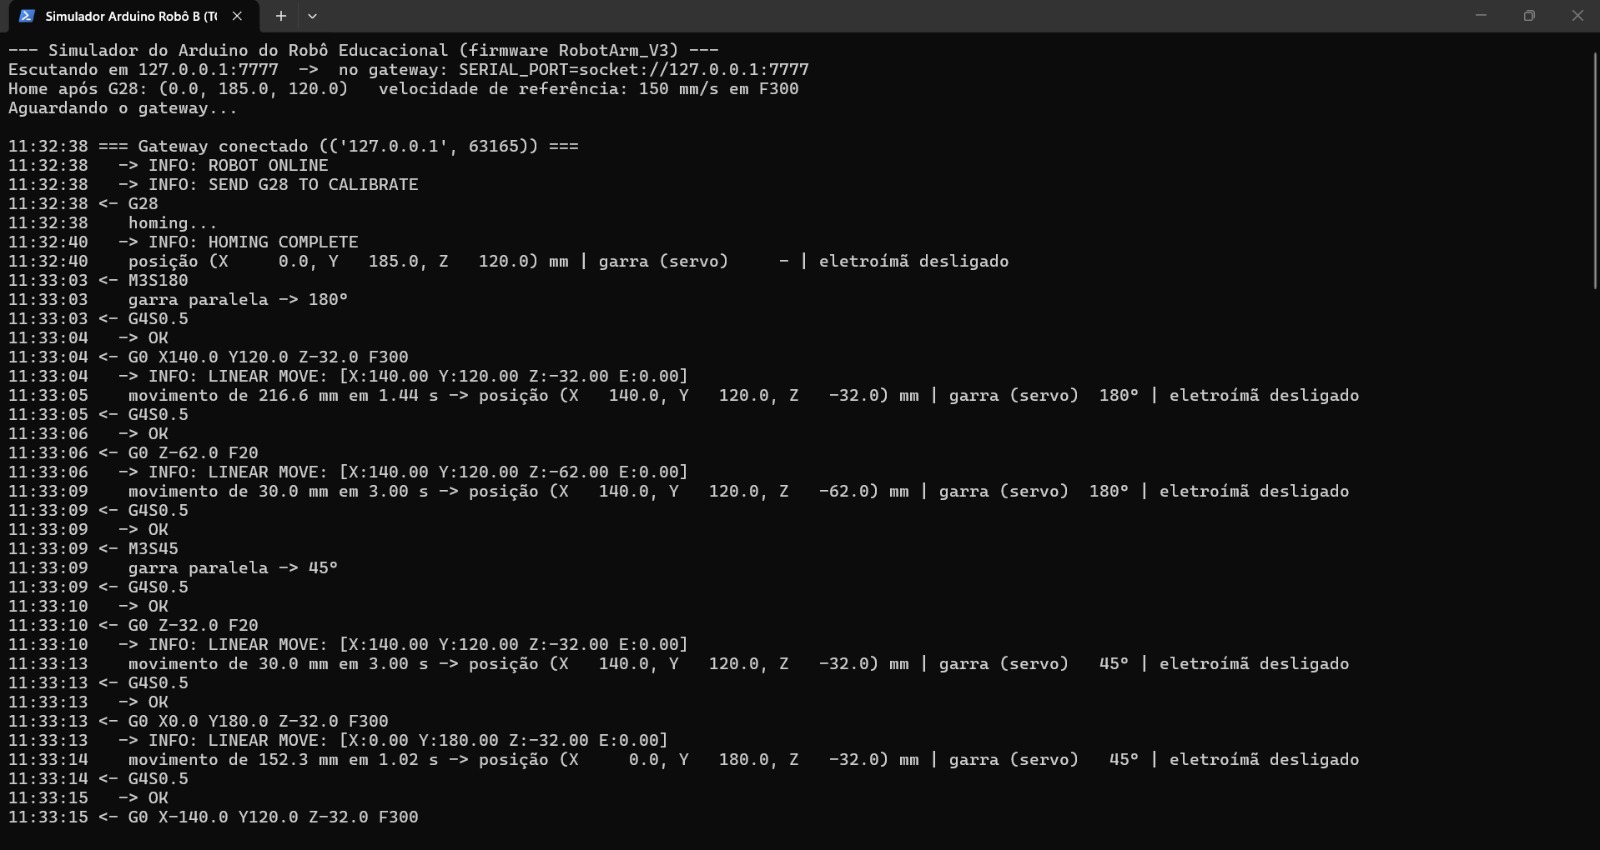 Simulador Arduino Robô B (TC
--- Simulador do Arduino do Robô Educacional (firmware RobotArm_V3) ---
Escutando em 127.0.0.1:7777  ->  no gateway: SERIAL_PORT=socket://127.0.0.1:7777
Home após G28: (0.0, 185.0, 120.0)   velocidade de referência: 150 mm/s em F300
Aguardando o gateway...
11:32:38 === Gateway conectado (('127.0.0.1', 63165)) ===
11:32:38   -> INFO: ROBOT ONLINE
11:32:38   -> INFO: SEND G28 TO CALIBRATE
11:32:38 <- G28
11:32:38    homing...
11:32:40   -> INFO: HOMING COMPLETE
11:32:40    posição (X     0.0, Y   185.0, Z   120.0) mm | garra (servo)     - | eletroímã desligado
11:33:03 <- M3S180
11:33:03    garra paralela -> 180°
11:33:03 <- G4S0.5
11:33:04   -> OK
11:33:04 <- G0 X140.0 Y120.0 Z-32.0 F300
11:33:04   -> INFO: LINEAR MOVE: [X:140.00 Y:120.00 Z:-32.00 E:0.00]
11:33:05    movimento de 216.6 mm em 1.44 s -> posição (X   140.0, Y   120.0, Z   -32.0) mm | garra (servo)  180° | eletroímã desligado
11:33:05 <- G4S0.5
11:33:06   -> OK
11:33:06 <- G0 Z-62.0 F20
11:33:06   -> INFO: LINEAR MOVE: [X:140.00 Y:120.00 Z:-62.00 E:0.00]
11:33:09    movimento de 30.0 mm em 3.00 s -> posição (X   140.0, Y   120.0, Z   -62.0) mm | garra (servo)  180° | eletroímã desligado
11:33:09 <- G4S0.5
11:33:09   -> OK
11:33:09 <- M3S45
11:33:09    garra paralela -> 45°
11:33:09 <- G4S0.5
11:33:10   -> OK
11:33:10 <- G0 Z-32.0 F20
11:33:10   -> INFO: LINEAR MOVE: [X:140.00 Y:120.00 Z:-32.00 E:0.00]
11:33:13    movimento de 30.0 mm em 3.00 s -> posição (X   140.0, Y   120.0, Z   -32.0) mm | garra (servo)   45° | eletroímã desligado
11:33:13 <- G4S0.5
11:33:13   -> OK
11:33:13 <- G0 X0.0 Y180.0 Z-32.0 F300
11:33:13   -> INFO: LINEAR MOVE: [X:0.00 Y:180.00 Z:-32.00 E:0.00]
11:33:14    movimento de 152.3 mm em 1.02 s -> posição (X     0.0, Y   180.0, Z   -32.0) mm | garra (servo)   45° | eletroímã desligado
11:33:14 <- G4S0.5
11:33:15   -> OK
11:33:15 <- G0 X-140.0 Y120.0 Z-32.0 F300